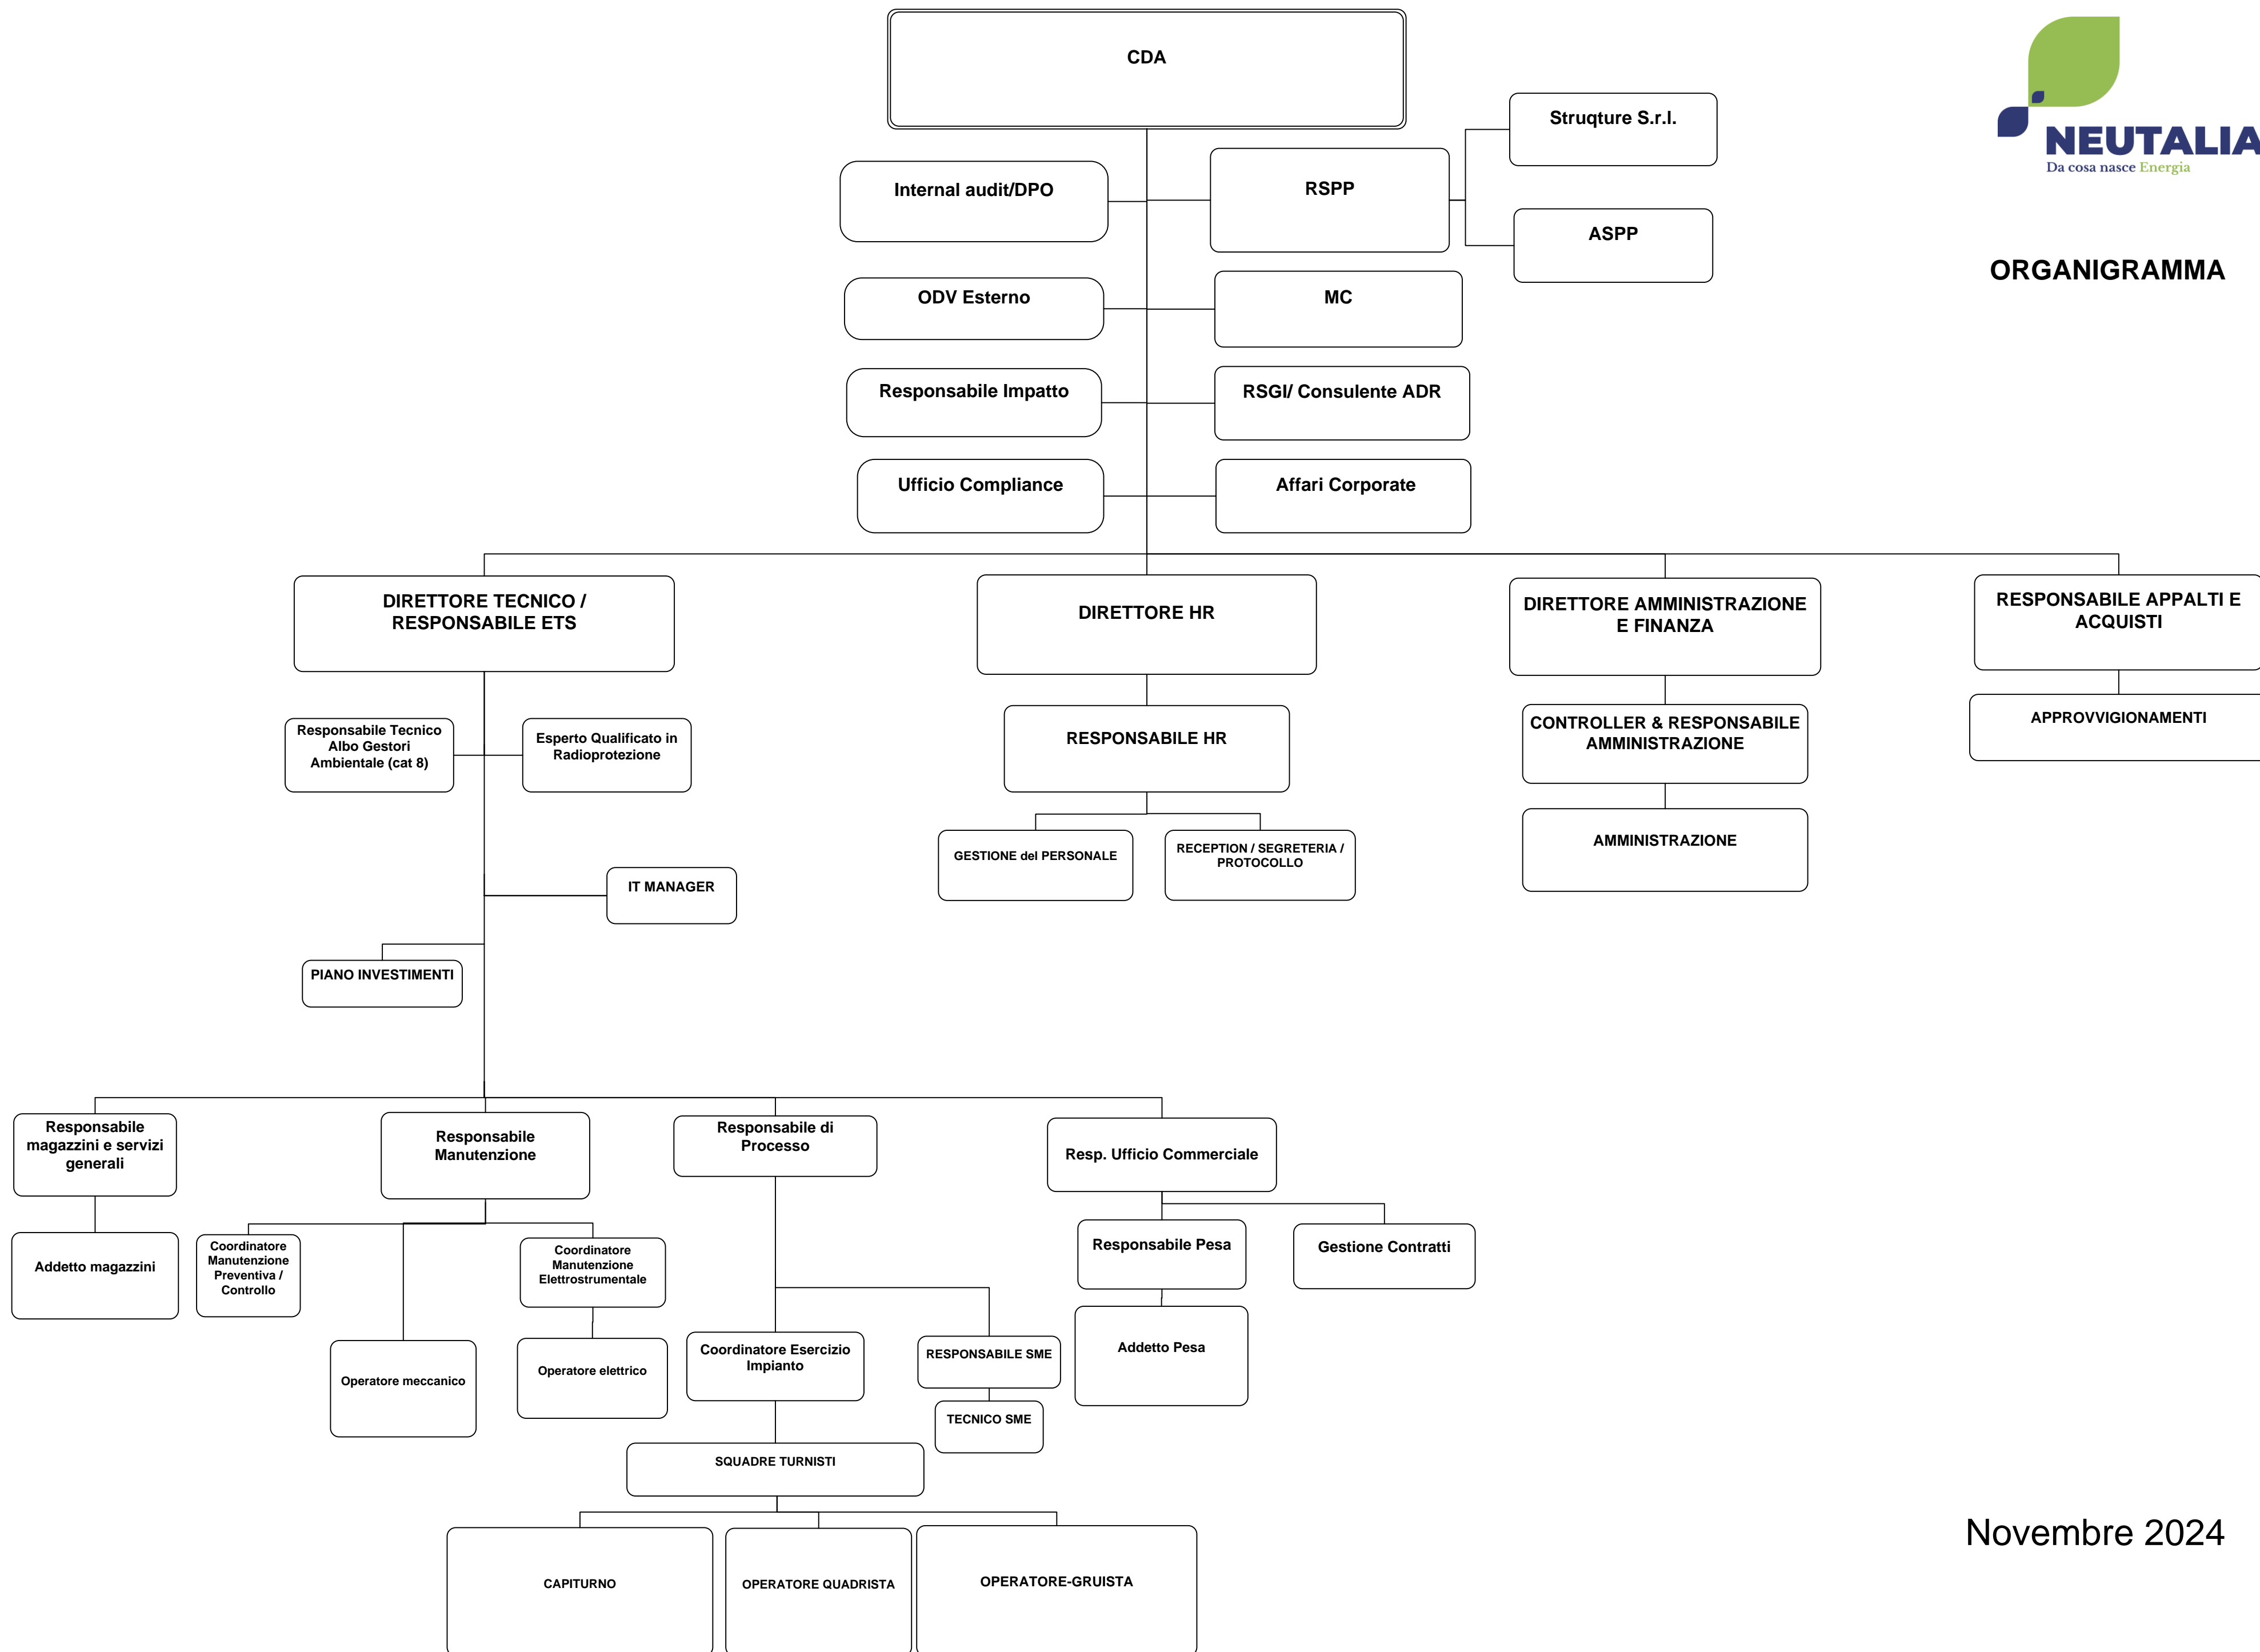 CDA
NEUTALIA
Da cosa nasce Energia
ORGANIGRAMMA
Struqture S.r.l.
Internal audit/DPO
RSPP
ASPP
ODV Esterno
MC
Responsabile Impatto
RSGI/ Consulente ADR
Ufficio Compliance
Affari Corporate
DIRETTORE TECNICO /
RESPONSABILE ETS
DIRETTORE HR
DIRETTORE AMMINISTRAZIONE
E FINANZA
RESPONSABILE APPALTI E
ACQUISTI
Responsabile Tecnico
Albo Gestori
Ambientale (cat 8)
Esperto Qualificato in
Radioprotezione
RESPONSABILE HR
CONTROLLER & RESPONSABILE
AMMINISTRAZIONE
APPROVVIGIONAMENTI
GESTIONE del PERSONALE
RECEPTION / SEGRETERIA /
PROTOCOLLO
AMMINISTRAZIONE
IT MANAGER
PIANO INVESTIMENTI
Responsabile
magazzini e servizi
generali
Responsabile
Manutenzione
Responsabile di
Processo
Resp. Ufficio Commerciale
Addetto magazzini
Coordinatore
Manutenzione
Preventiva /
Controllo
Coordinatore
Manutenzione
Elettrostrumentale
Responsabile Pesa
Gestione Contratti
Operatore meccanico
Operatore elettrico
Coordinatore Esercizio
Impianto
RESPONSABILE SME
Addetto Pesa
TECNICO SME
SQUADRE TURNISTI
CAPITURNO
OPERATORE QUADRISTA
OPERATORE-GRUISTA
Novembre 2024